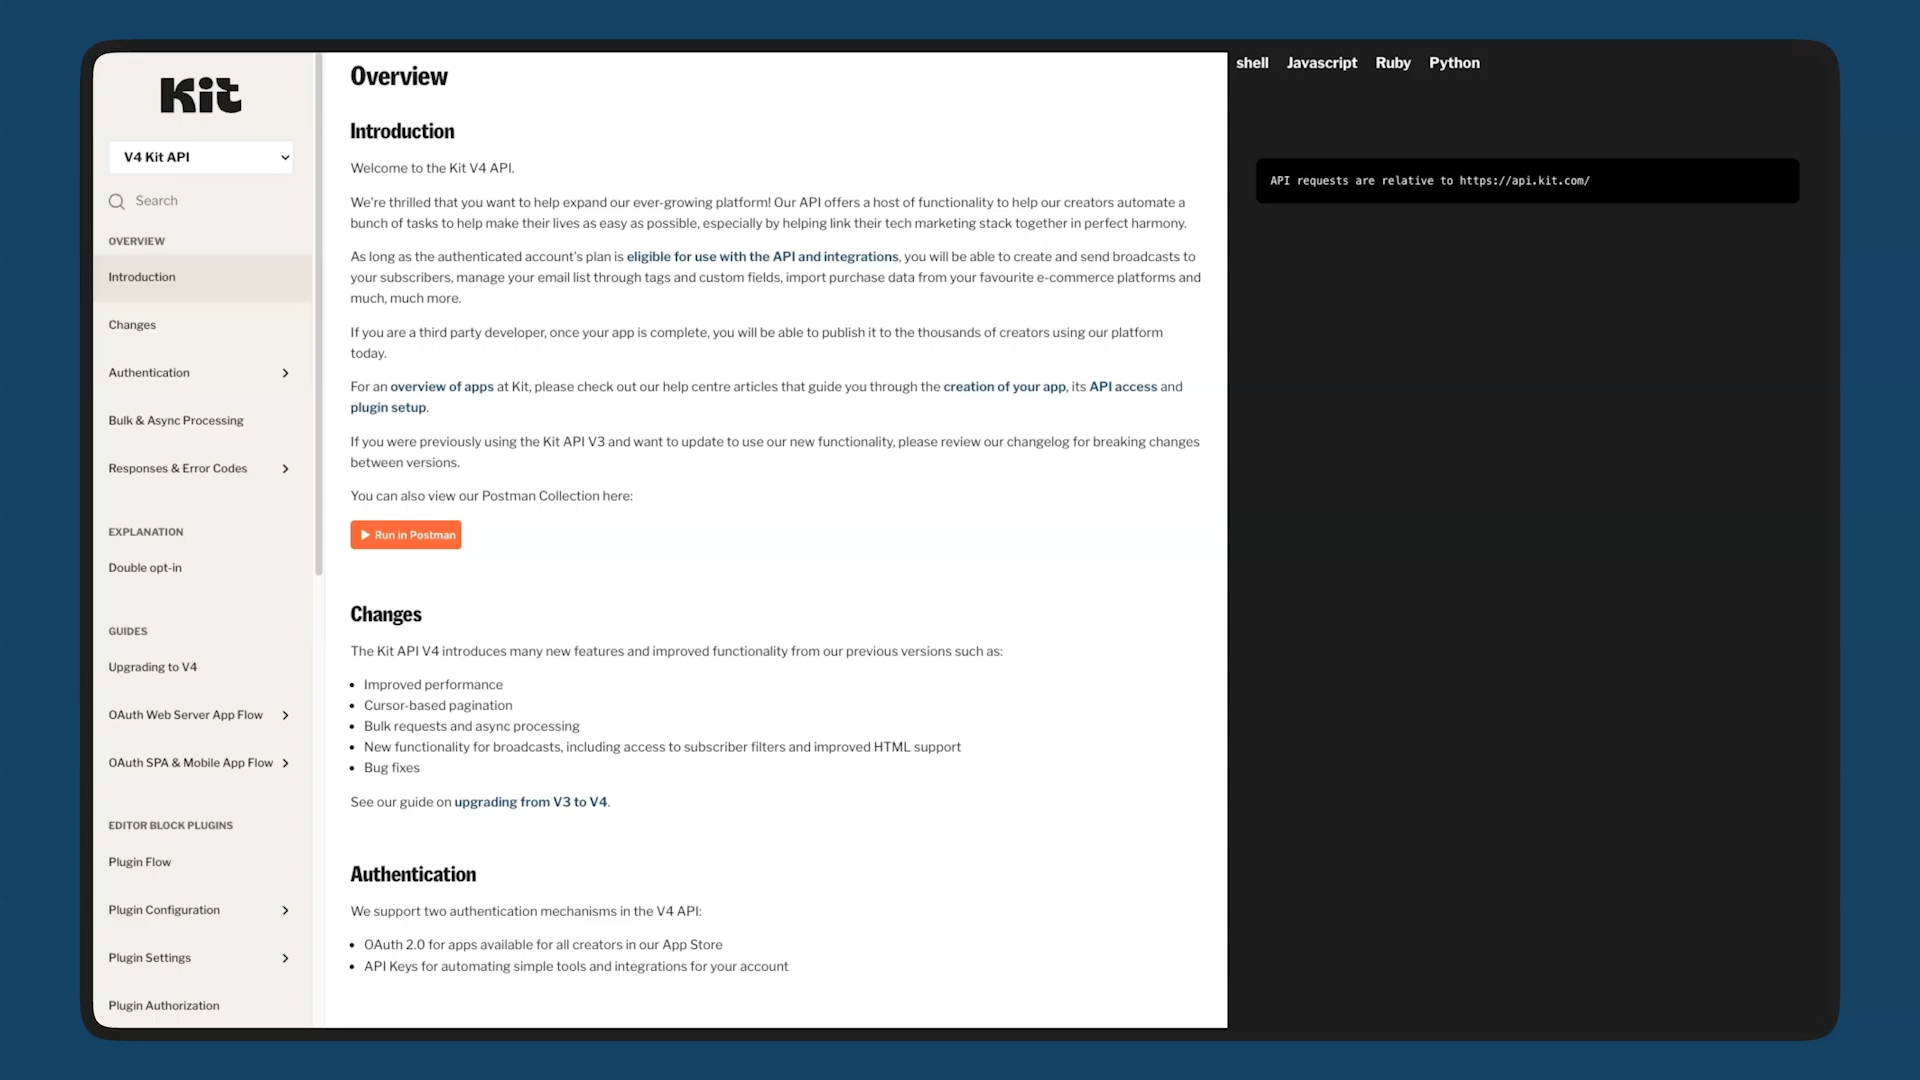 Kit
V4 Kit API
Search
OVERVIEW
Introduction
Changes
Authentication
Bulk & Async Processing
Responses & Error Codes
EXPLANATION
Double opt-in
GUIDES
Upgrading to V4
OAuth Web Server App Flow
OAuth SPA & Mobile App Flow
EDITOR BLOCK PLUGINS
Plugin Flow
Plugin Configuration
Plugin Settings
Plugin Authorization
Overview
Introduction
Welcome to the Kit V4 API.
We're thrilled that you want to help expand our ever-growing platform! Our API offers a host of functionality to help our creators automate a
bunch of tasks to help make their lives as easy as possible, especially by helping link their tech marketing stack together in perfect harmony.
As long as the authenticated account's plan is eligible for use with the API and integrations, you will be able to create and send broadcasts to
your subscribers, manage your email list through tags and custom fields, import purchase data from your favourite e-commerce platforms and
much, much more.
If you are a third party developer, once your app is complete, you will be able to publish it to the thousands of creators using our platform
today.
For an overview of apps at Kit, please check out our help centre articles that guide you through the creation of your app, its API access and
plugin setup.
If you were previously using the Kit API V3 and want to update to use our new functionality, please review our changelog for breaking changes
between versions.
You can also view our Postman Collection here:
Run in Postman
Changes
The Kit API V4 introduces many new features and improved functionality from our previous versions such as:
• Improved performance
• Cursor-based pagination
• Bulk requests and async processing
• New functionality for broadcasts, including access to subscriber filters and improved HTML support
• Bug fixes
See our guide on upgrading from V3 to V4.
Authentication
We support two authentication mechanisms in the V4 API:
• OAuth 2.0 for apps available for all creators in our App Store
• API Keys for automating simple tools and integrations for your account
shell Javascript Ruby Python
API requests are relative to https://api.kit.com/